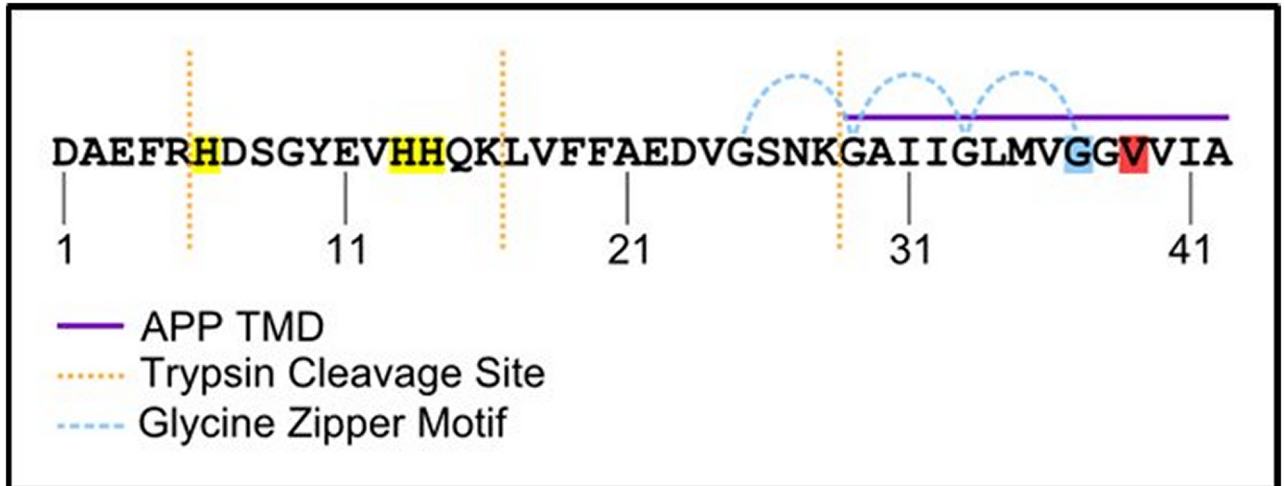 DAEFRHDSGYEVHHQKLVFFAEDVGSNKGAIIGLMVGGVVIA
1 11 21 31 41
APP TMD
Trypsin Cleavage Site
Glycine Zipper Motif